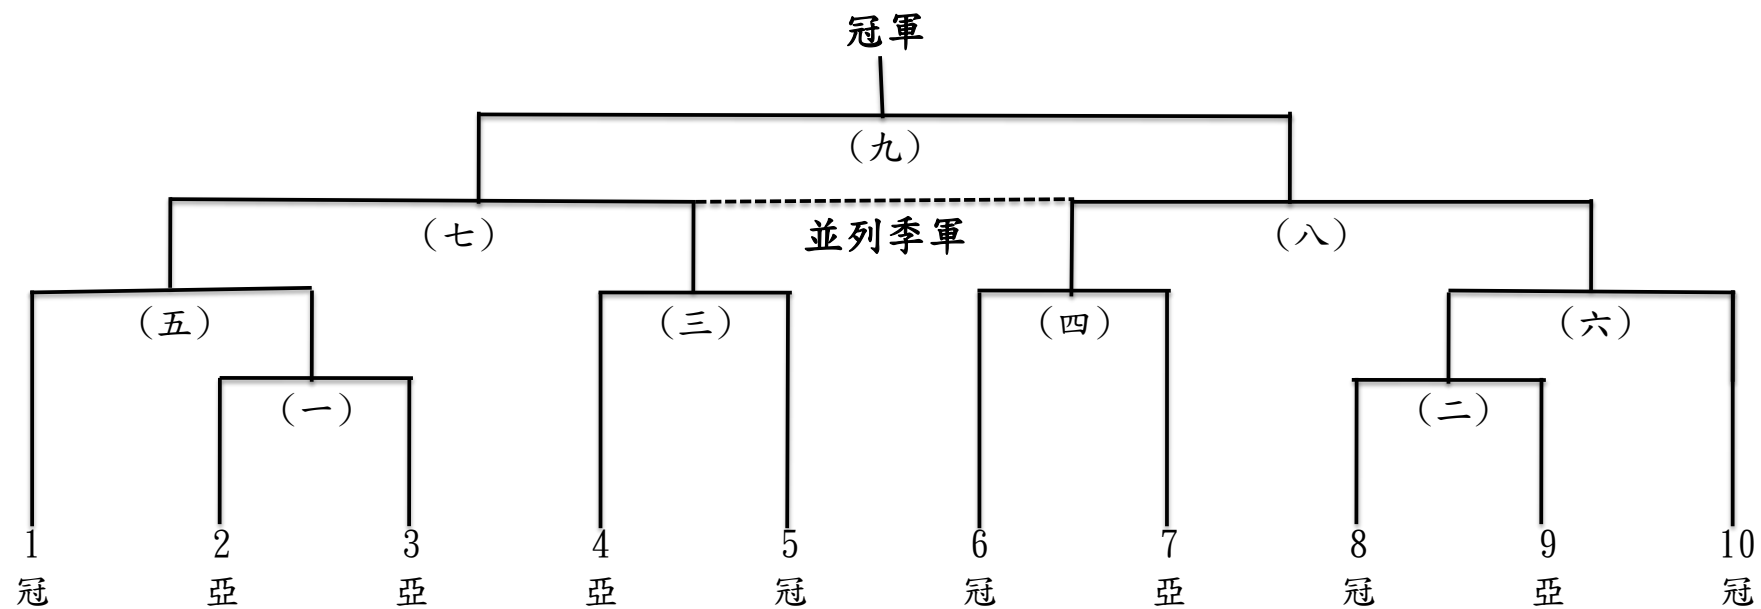 冠軍
(九)
(七) 並列季軍 (八)
(五) (三) (四) (六)
(一) (二)
1 2 3 4 5 6 7 8 9 10
冠 亞 亞 亞 冠 冠 亞 冠 亞 冠